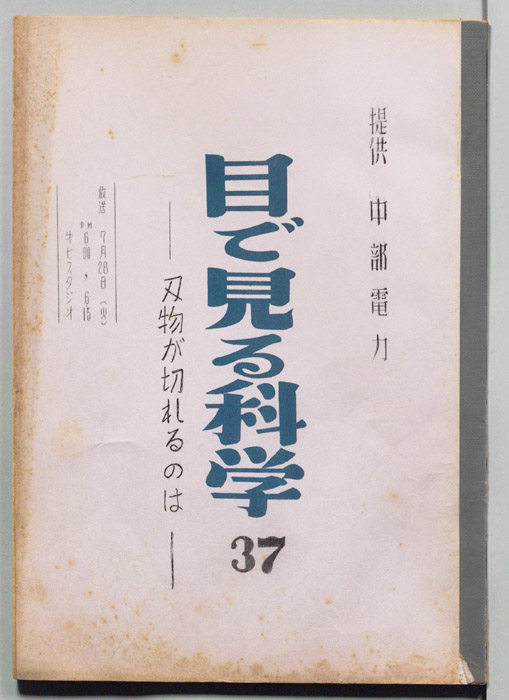 提供 中部電力
目で見る科学
37
刃物が切れるのは
放送 7月28日(火)
PM 6:00 〜 6:15
オセスタジオ